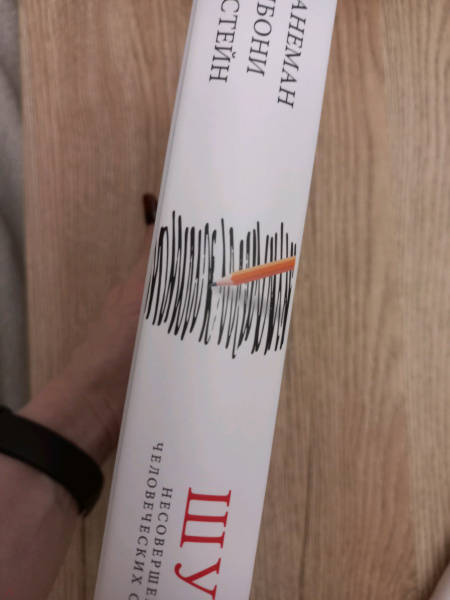 АНЕМАН
БОНИ
СТЕЙН
ШУ
НЕСОВЕРШЕ
ЧЕЛОВЕЧЕСКИХ С